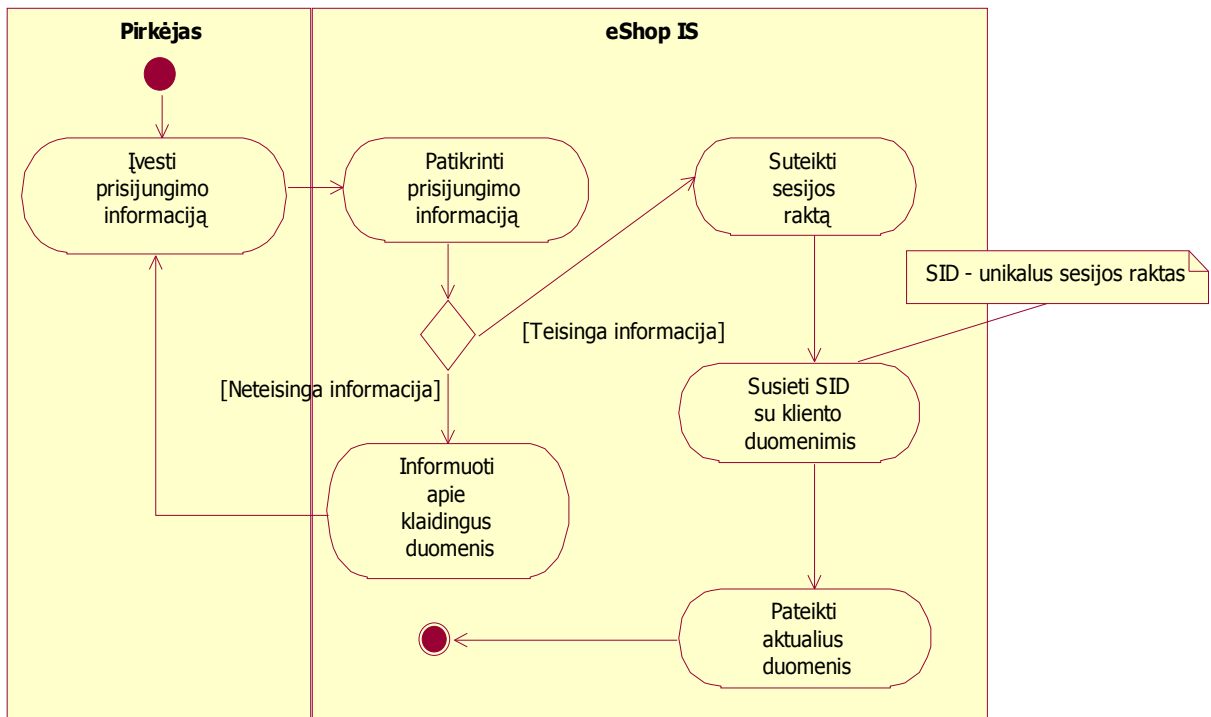 Pirkėjas
eShop IS
Įvesti
prisijungimo
informaciją
Patikrinti
prisijungimo
informaciją
Suteikti
sesijos
raktą
SID - unikalus sesijos raktas
[Teisinga informacija]
[Neteisinga informacija]
Susieti SID
su kliento
duomenimis
Informuoti
apie
klaidingus
duomenis
Pateikti
aktualius
duomenis